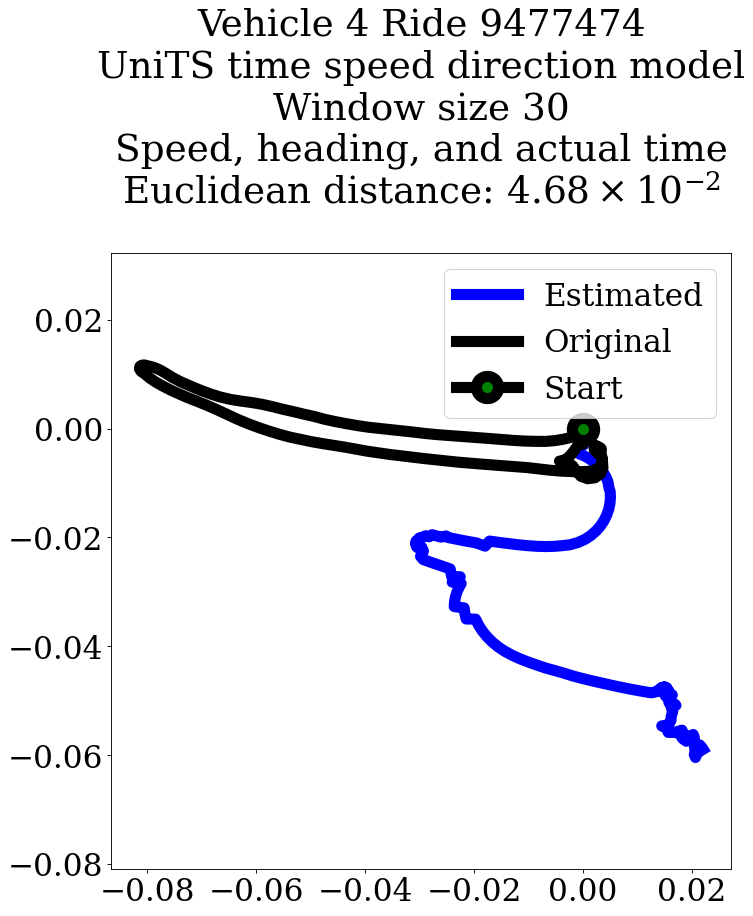 Vehicle 4 Ride 9477474
UniTS time speed direction model
Window size 30
Speed, heading, and actual time
Euclidean distance: 4.68 × 10⁻²
Estimated
Original
Start
0.02
0.00
−0.02
−0.04
−0.06
−0.08
−0.08 −0.06 −0.04 −0.02 0.00 0.02